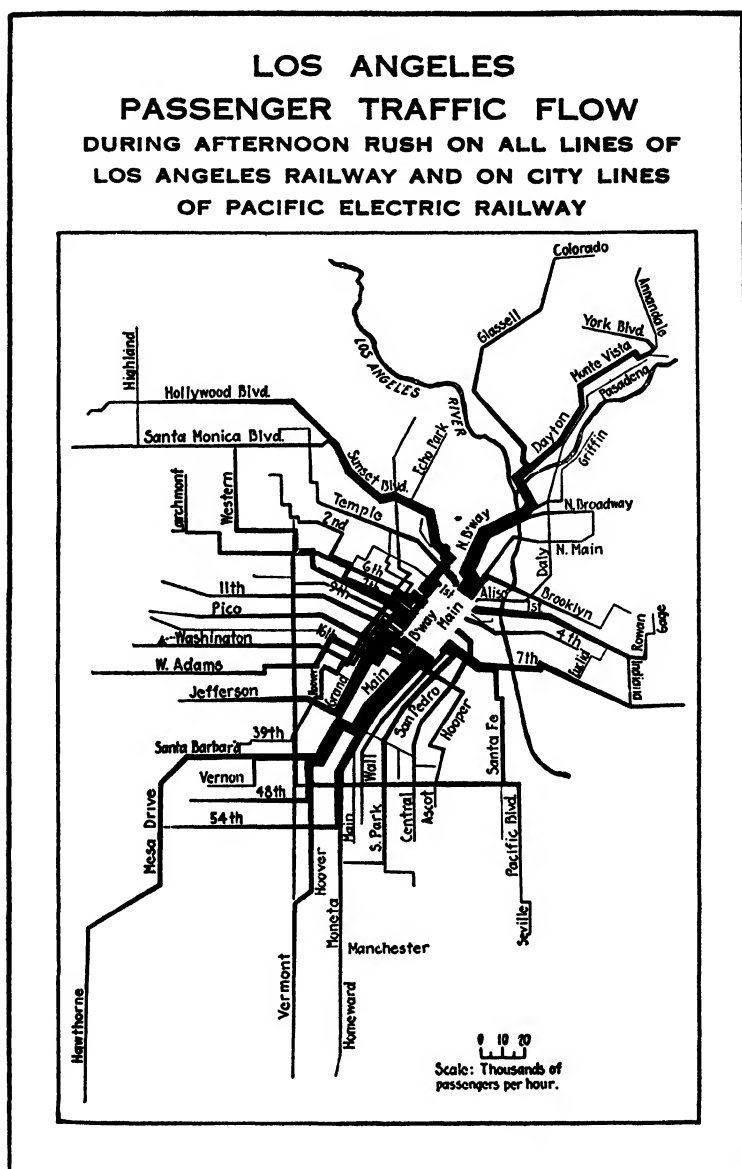 LOS ANGELES
PASSENGER TRAFFIC FLOW
DURING AFTERNOON RUSH ON ALL LINES OF
LOS ANGELES RAILWAY AND ON CITY LINES
OF PACIFIC ELECTRIC RAILWAY
Colorado
Annandale
Glassell
York Blvd.
LOS ANGELES
RIVER
Monte Vista
Pasadena
Highland
Hollywood Blvd.
Dayton
Griffin
Echo Park
Santa Monica Blvd.
Sunset Blvd.
Larchmont
Western
Temple
2nd
N. B'way
N. Broadway
N. Main
Daly
6th
7th
1st
Aliso
1st
Brooklyn
11th
9th
Gage
Rowan
Pico
16th
B'way
Main
4th
Washington
Euclid
7th
Indiana
W. Adams
Grand
Main
Jefferson
San Pedro
Hooper
39th
Santa Barbara
Wall
Santa Fe
Vernon
48th
Main
S. Park
Central
Ascot
Mesa Drive
54th
Pacific Blvd.
Hoover
Moneta
Seville
Manchester
Vermont
Homeward
Hawthorne
0 10 20
Scale: Thousands of
passengers per hour.